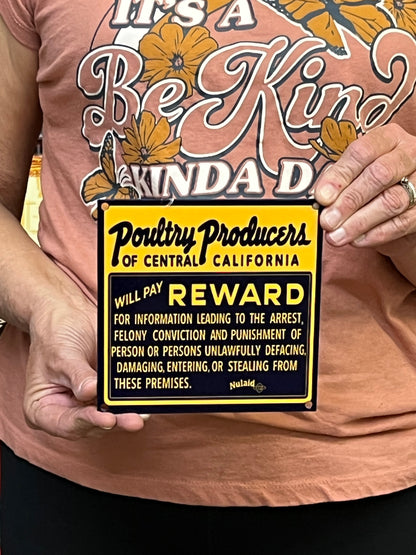 IT'S A
Be Kind
KINDA DA
Poultry Producers
OF CENTRAL CALIFORNIA
WILL PAY REWARD
FOR INFORMATION LEADING TO THE ARREST,
FELONY CONVICTION AND PUNISHMENT OF
PERSON OR PERSONS UNLAWFULLY DEFACING,
DAMAGING, ENTERING, OR STEALING FROM
THESE PREMISES.
Nulaid